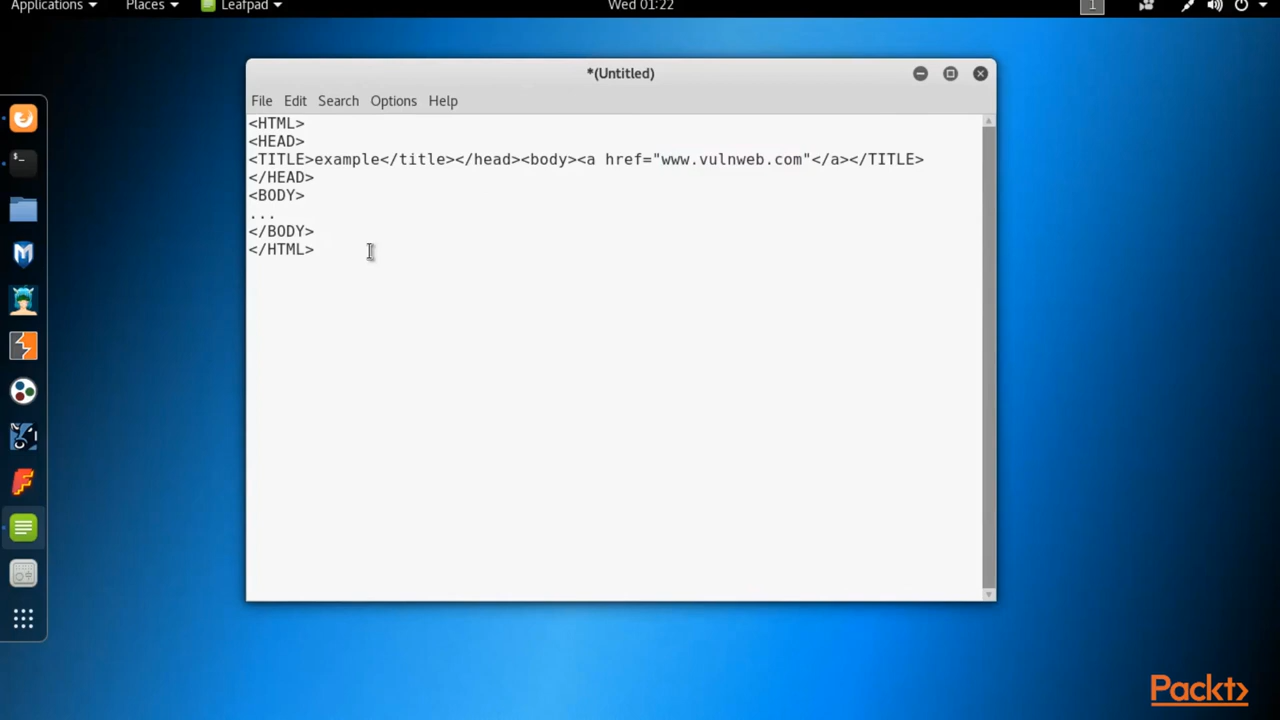 Applications Places Leafpad Wed 01:22 1
*(Untitled)
File Edit Search Options Help
<HTML>
<HEAD>
<TITLE>example</title></head><body><a href="www.vulnweb.com"</a></TITLE>
</HEAD>
<BODY>
...
</BODY>
</HTML>
Packt>